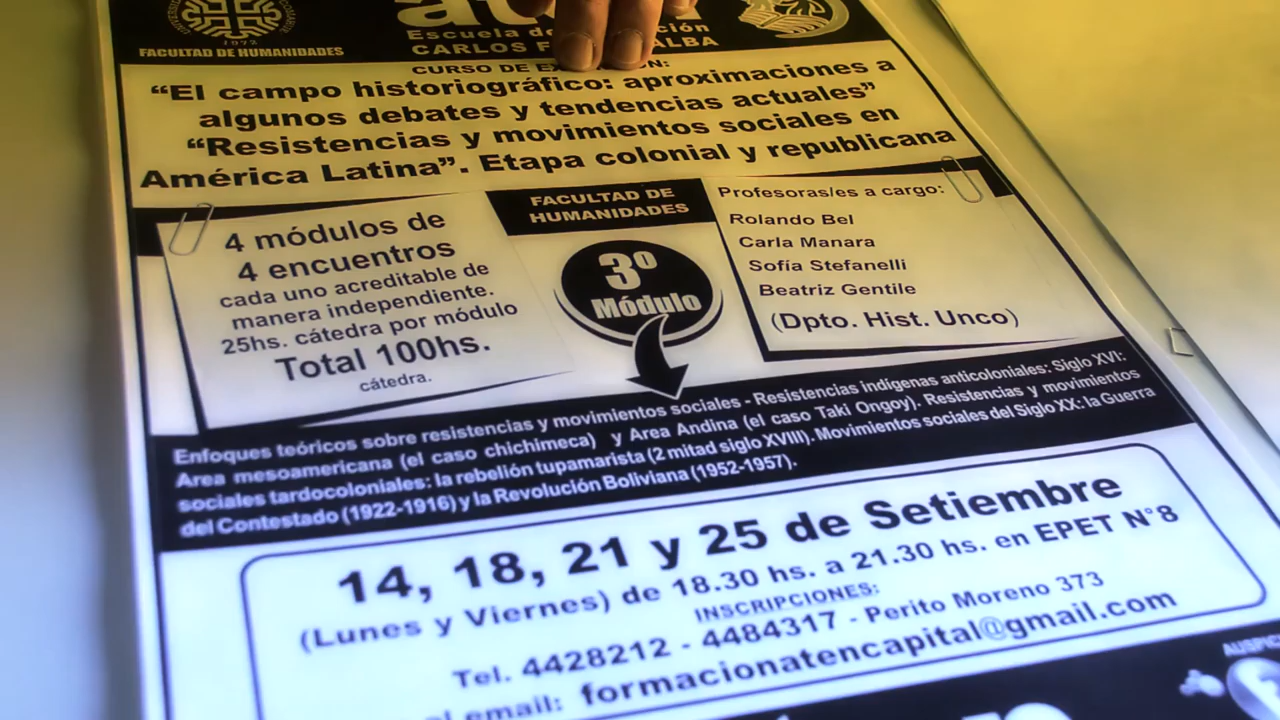 1972
FACULTAD DE HUMANIDADES
Escuela de
CARLOS
ALBA
CURSO DE
“El campo historiográfico: aproximaciones a
algunos debates y tendencias actuales”
“Resistencias y movimientos sociales en
América Latina”. Etapa colonial y republicana
4 módulos de
4 encuentros
cada uno acreditable de
manera independiente.
25hs. cátedra por módulo
Total 100hs.
cátedra.
FACULTAD DE
HUMANIDADES
3º
Módulo
Profesoras/es a cargo:
Rolando Bel
Carla Manara
Sofía Stefanelli
Beatriz Gentile
(Dpto. Hist. Unco)
Enfoques teóricos sobre resistencias y movimientos sociales - Resistencias indígenas anticoloniales: Siglo XVI:
Area mesoamericana (el caso chichimeca) y Area Andina (el caso Taki Ongoy). Resistencias y movimientos
sociales tardocoloniales: la rebelión tupamarista (2 mitad siglo XVIII). Movimientos sociales del Siglo XX: la Guerra
del Contestado (1922-1916) y la Revolución Boliviana (1952-1957).
14, 18, 21 y 25 de Setiembre
(Lunes y Viernes) de 18.30 hs. a 21.30 hs. en EPET N°8
INSCRIPCIONES:
Tel. 4428212 - 4484317 - Perito Moreno 373
email: formacionatencapital@gmail.com